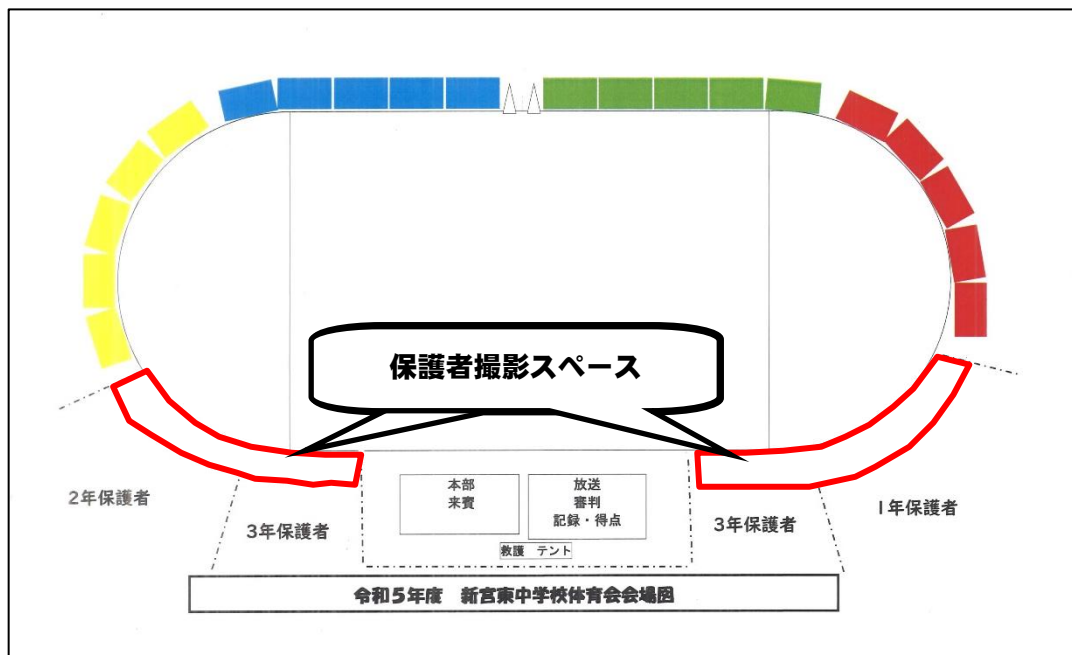 保護者撮影スペース
本部
来賓
放送
審判
記録・得点
救護 テント
2年保護者
3年保護者
3年保護者
1年保護者
令和5年度 新宮東中学校体育会会場図